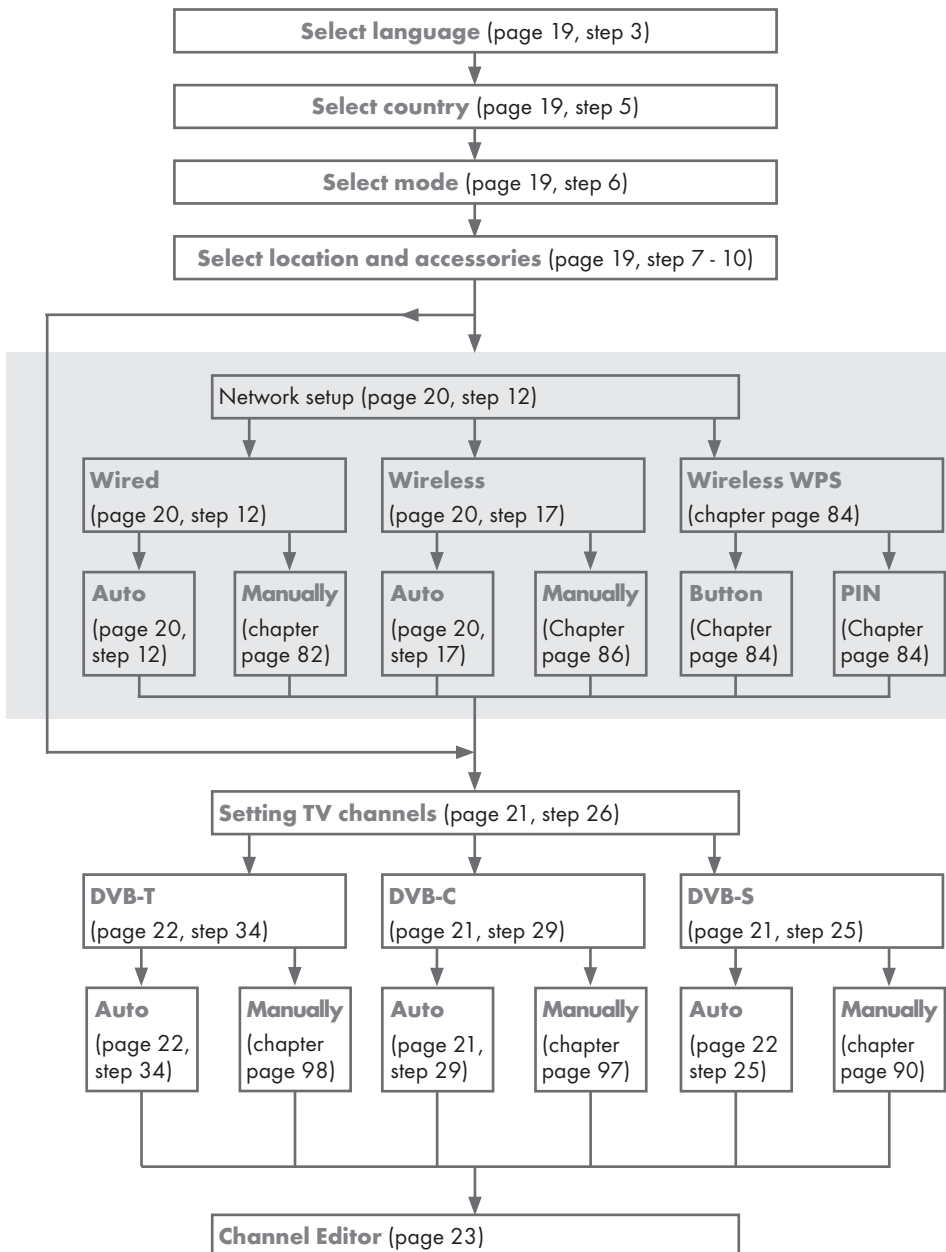 Select language (page 19, step 3)
Select country (page 19, step 5)
Select mode (page 19, step 6)
Select location and accessories (page 19, step 7 - 10)
Network setup (page 20, step 12)
Wired
(page 20, step 12)
Wireless
(page 20, step 17)
Wireless WPS
(chapter page 84)
Auto
(page 20,
step 12)
Manually
(chapter
page 82)
Auto
(page 20,
step 17)
Manually
(Chapter
page 86)
Button
(Chapter
page 84)
PIN
(Chapter
page 84)
Setting TV channels (page 21, step 26)
DVB-T
(page 22, step 34)
DVB-C
(page 21, step 29)
DVB-S
(page 21, step 25)
Auto
(page 22,
step 34)
Manually
(chapter
page 98)
Auto
(page 21,
step 29)
Manually
(chapter
page 97)
Auto
(page 22
step 25)
Manually
(chapter
page 90)
Channel Editor (page 23)